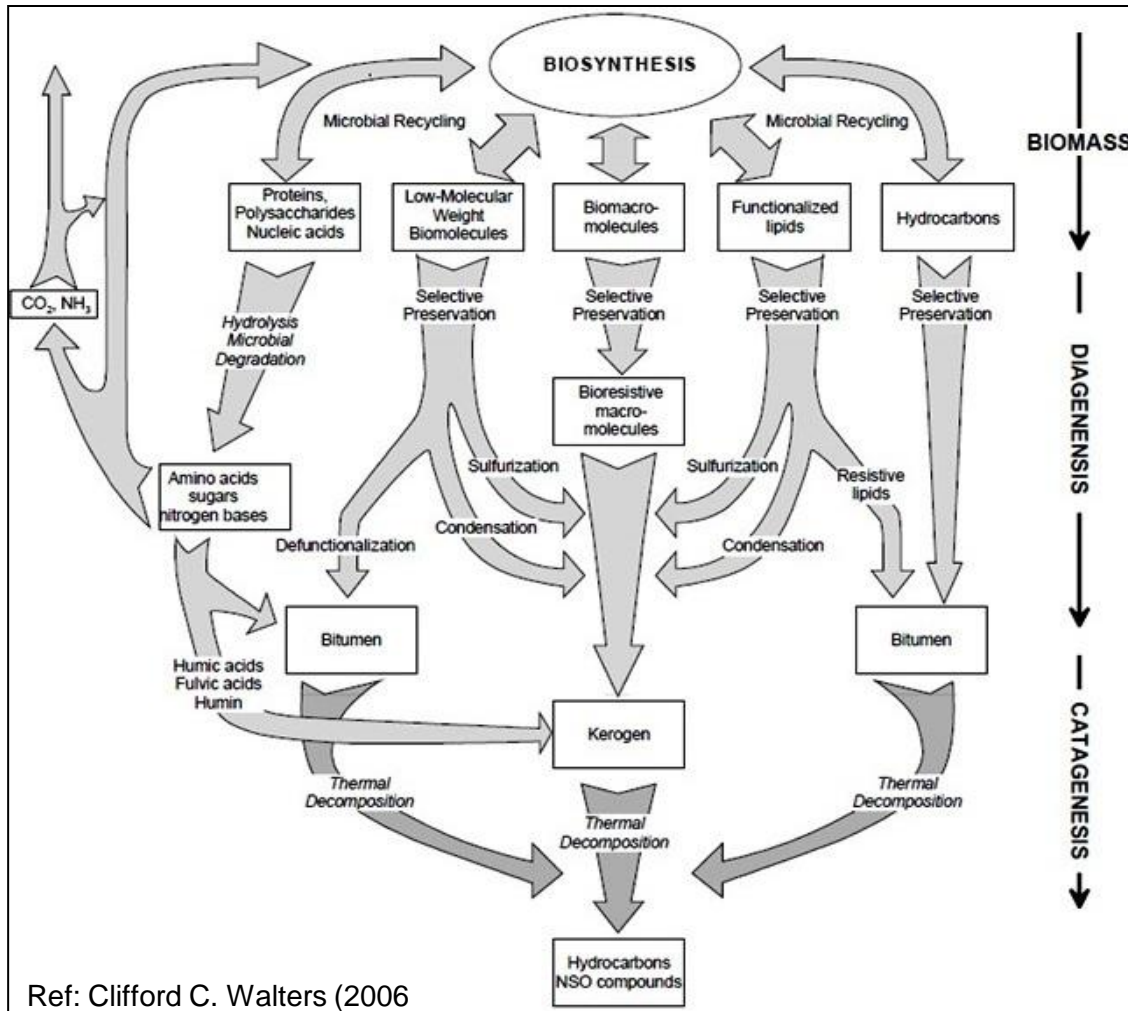 BIOSYNTHESIS
Microbial Recycling
Microbial Recycling
BIOMASS
Proteins,
Polysaccharides
Nucleic acids
Low-Molecular
Weight
Biomolecules
Biomacro-
molecules
Functionalized
lipids
Hydrocarbons
CO₂, NH₃
Hydrolysis
Microbial
Degradation
Selective
Preservation
Selective
Preservation
Selective
Preservation
Selective
Preservation
DIAGENENSIS
Bioresistive
macro-
molecules
Amino acids
sugars
nitrogen bases
Sulfurization
Sulfurization
Resistive
lipids
Defunctionalization
Condensation
Condensation
Bitumen
Bitumen
Humic acids
Fulvic acids
Humin
Kerogen
CATAGENESIS
Thermal
Decomposition
Thermal
Decomposition
Thermal
Decomposition
Hydrocarbons
NSO compounds
Ref: Clifford C. Walters (2006